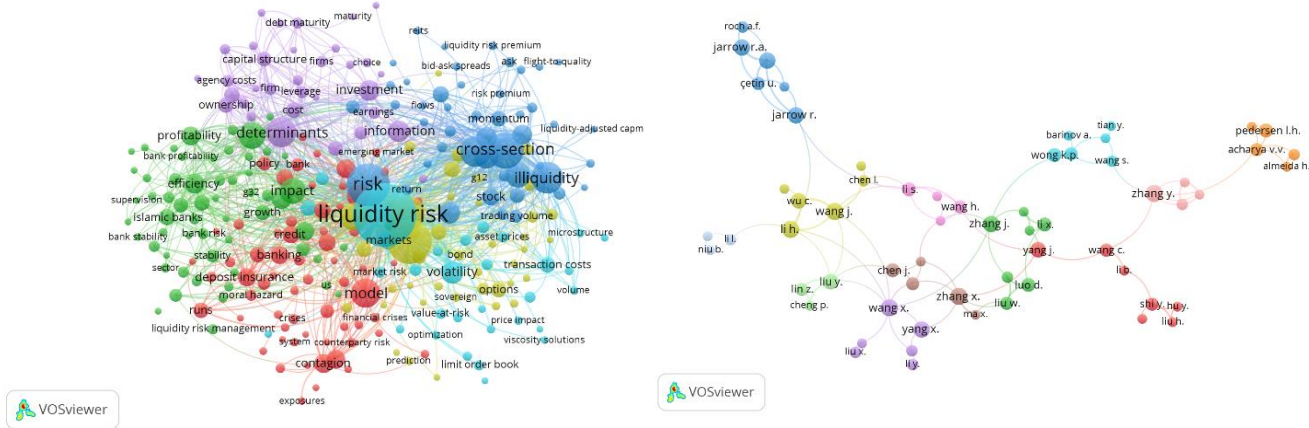 debt maturity
maturity
reits
capital structure
firms
choice
liquidity risk premium
bid-ask spreads
ask
flight-to-quality
agency costs
firm
leverage
investment
risk premium
ownership
cost
earnings
flows
momentum
profitability
determinants
information
liquidity-adjusted capm
bank profitability
emerging market
cross-section
policy
bank
efficiency
g32
impact
risk
return
g12
illiquidity
supervision
growth
stock
islamic banks
liquidity risk
trading volume
bank stability
bank risk
credit
markets
asset prices
microstructure
stability
banking
bond
sector
deposit insurance
market risk
volatility
transaction costs
moral hazard
us
model
sovereign
options
volume
runs
value-at-risk
crises
financial crises
price impact
liquidity risk management
system
counterparty risk
optimization
viscosity solutions
contagion
prediction
limit order book
exposures
VOSviewer
roch a.f.
jarrow r.a.
çetin u.
jarrow r.
tian y.
barinov a.
pedersen l.h.
wong k.p.
wang s.
acharya v.v.
almeida h.
chen l.
li s.
zhang y.
wu c.
wang j.
wang h.
li h.
zhang j.
li x.
li l.
niu b.
yang j.
wang c.
chen j.
li b.
lin z.
liu y.
luo d.
cheng p.
wang x.
zhang x.
ma x.
liu w.
shi y.
hu y.
liu h.
yang x.
liu x.
li y.
VOSviewer